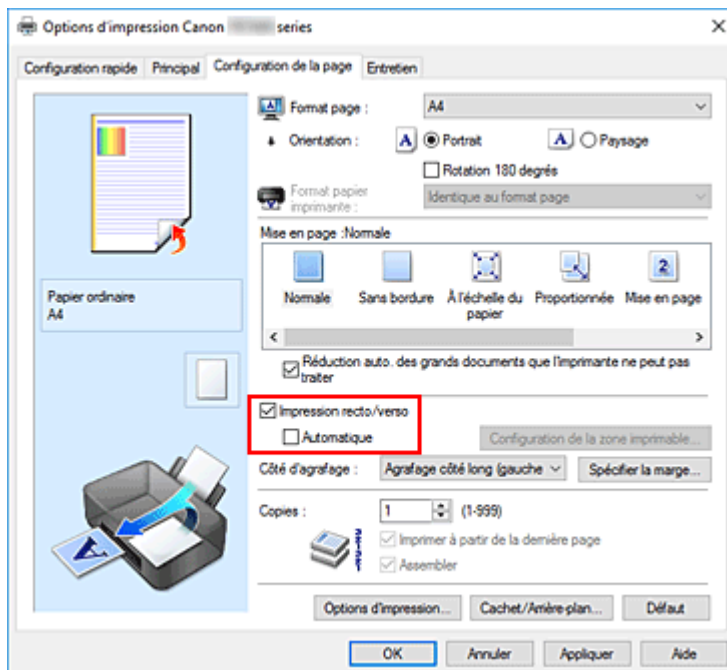 Options d'impression Canon series
Configuration rapide Principal Configuration de la page Entretien
Format page : A4
Orientation : A Portrait A Paysage
Rotation 180 degrés
Format papier imprimante : Identique au format page
Mise en page :Normale
Normale Sans bordure À l'échelle du papier Proportionnée Mise en page
2
Papier ordinaire
A4
Réduction auto. des grands documents que l'imprimante ne peut pas
traiter
Impression recto/verso
Automatique
Configuration de la zone imprimable...
Côté d'agrafage : Agrafage côté long (gauche Spécifier la marge...
Copies : 1 (1-999)
Imprimer à partir de la dernière page
Assembler
A
Options d'impression... Cachet/Arrière-plan... Défaut
OK Annuler Appliquer Aide